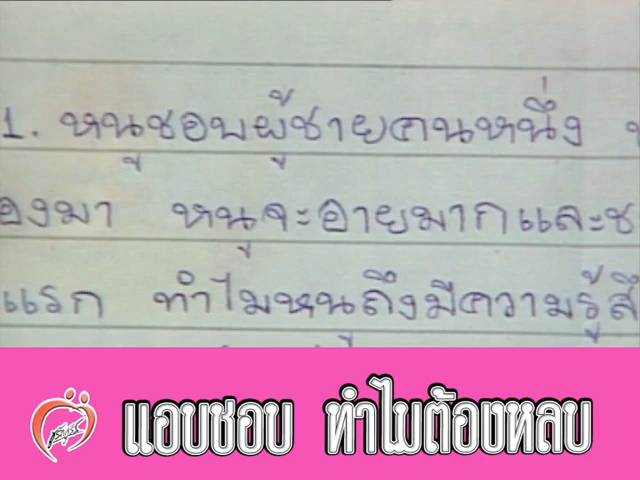 1. หนูชอบผู้ชายคนหนึ่ง
องมา หนูจะอายมากและช
แรก ทำไมหนูถึงมีความรู้สึ
แอบชอบ ทำไมต้องหลบ